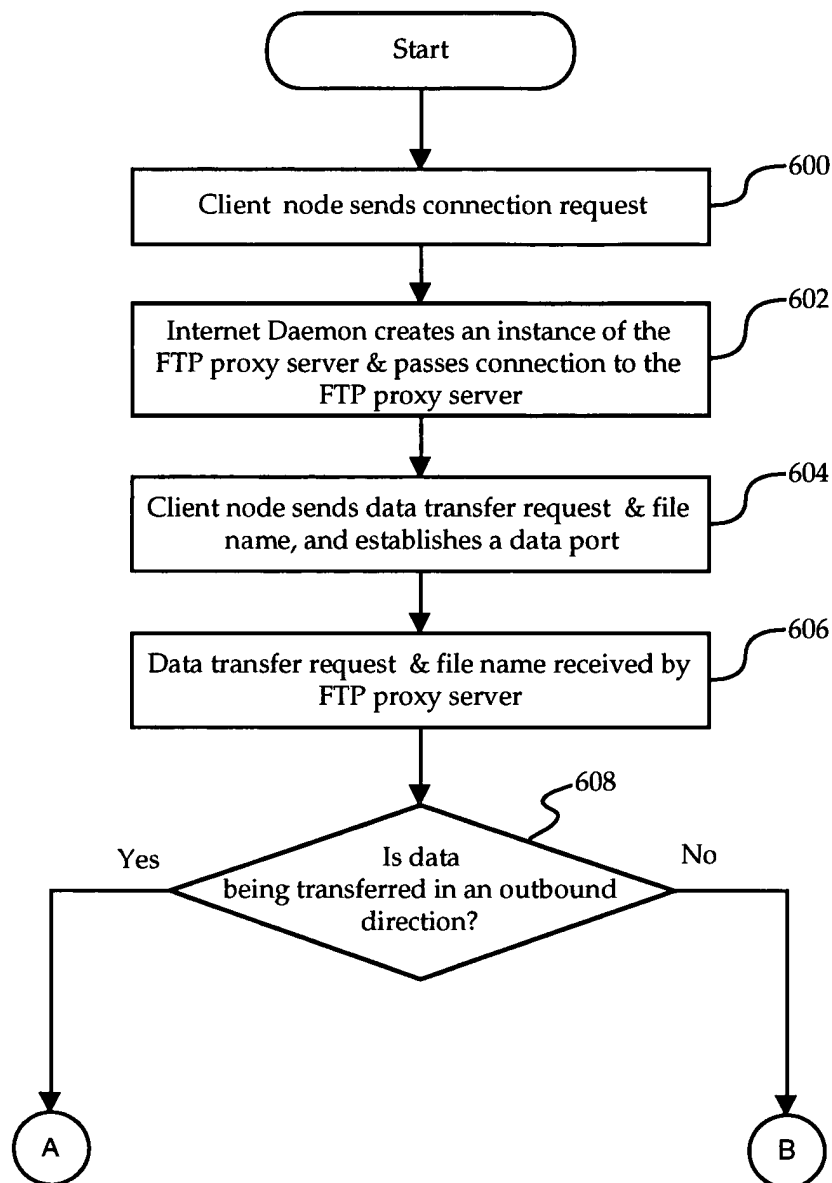 Start
600
Client node sends connection request
602
Internet Daemon creates an instance of the
FTP proxy server & passes connection to the
FTP proxy server
604
Client node sends data transfer request & file
name, and establishes a data port
606
Data transfer request & file name received by
FTP proxy server
608
Yes
No
Is data
being transferred in an outbound
direction?
A
B